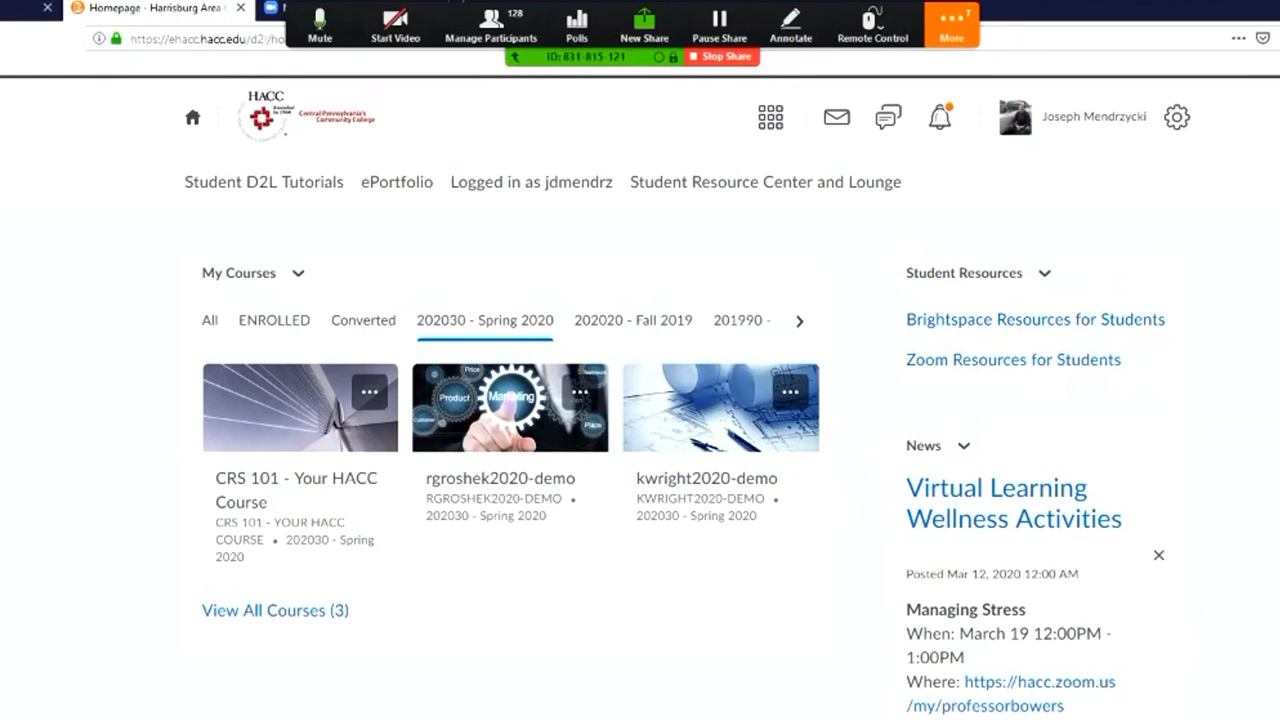 Homepage - Harrisburg Area C
https://ehacc.hacc.edu/d2l/ho
Mute
Start Video
128
Manage Participants
Polls
New Share
Pause Share
Annotate
Remote Control
7
More
ID: 831-815-121
Stop Share
HACC
Central Pennsylvania's
Community College
Joseph Mendrzycki
Student D2L Tutorials
ePortfolio
Logged in as jdmendrz
Student Resource Center and Lounge
My Courses
All
ENROLLED
Converted
202030 - Spring 2020
202020 - Fall 2019
201990 -
Price
Product
Marketing
Place
CRS 101 - Your HACC
Course
CRS 101 - YOUR HACC
COURSE • 202030 - Spring
2020
rgroshek2020-demo
RGROSHEK2020-DEMO •
202030 - Spring 2020
kwright2020-demo
KWRIGHT2020-DEMO •
202030 - Spring 2020
View All Courses (3)
Student Resources
Brightspace Resources for Students
Zoom Resources for Students
News
Virtual Learning
Wellness Activities
Posted Mar 12, 2020 12:00 AM
Managing Stress
When: March 19 12:00PM -
1:00PM
Where: https://hacc.zoom.us
/my/professorbowers